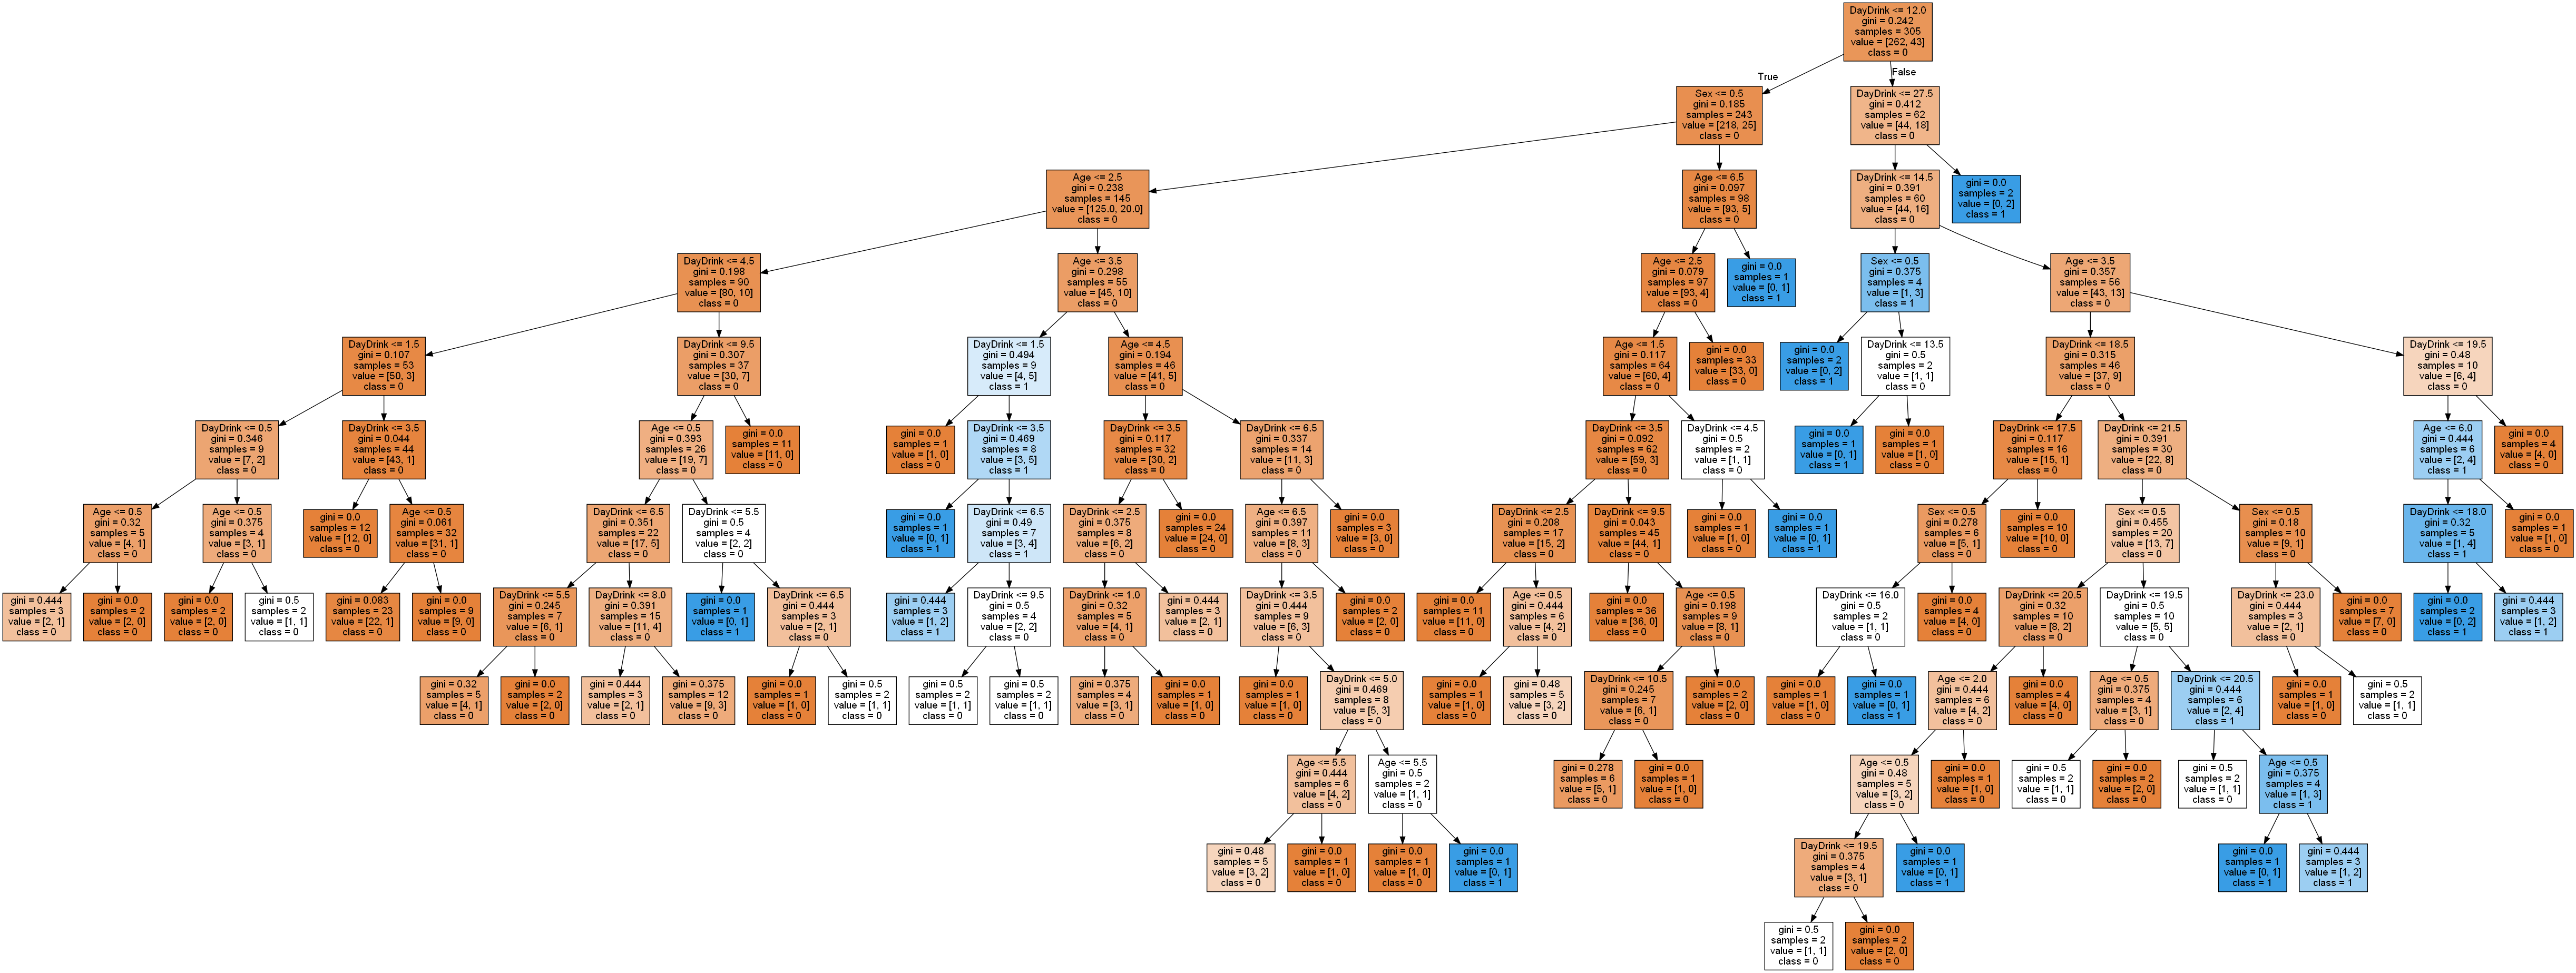 DayDrink <= 12.0
gini = 0.242
samples = 305
value = [262, 43]
class = 0
True
False
Sex <= 0.5
gini = 0.185
samples = 243
value = [218, 25]
class = 0
DayDrink <= 27.5
gini = 0.412
samples = 62
value = [44, 18]
class = 0
Age <= 2.5
gini = 0.238
samples = 145
value = [125.0, 20.0]
class = 0
Age <= 6.5
gini = 0.097
samples = 98
value = [93, 5]
class = 0
DayDrink <= 14.5
gini = 0.391
samples = 60
value = [44, 16]
class = 0
gini = 0.0
samples = 2
value = [0, 2]
class = 1
DayDrink <= 4.5
gini = 0.198
samples = 90
value = [80, 10]
class = 0
Age <= 3.5
gini = 0.298
samples = 55
value = [45, 10]
class = 0
Age <= 2.5
gini = 0.079
samples = 97
value = [93, 4]
class = 0
gini = 0.0
samples = 1
value = [0, 1]
class = 1
Sex <= 0.5
gini = 0.375
samples = 4
value = [1, 3]
class = 1
Age <= 3.5
gini = 0.357
samples = 56
value = [43, 13]
class = 0
DayDrink <= 1.5
gini = 0.107
samples = 53
value = [50, 3]
class = 0
DayDrink <= 9.5
gini = 0.307
samples = 37
value = [30, 7]
class = 0
DayDrink <= 1.5
gini = 0.494
samples = 9
value = [4, 5]
class = 1
Age <= 4.5
gini = 0.194
samples = 46
value = [41, 5]
class = 0
Age <= 1.5
gini = 0.117
samples = 64
value = [60, 4]
class = 0
gini = 0.0
samples = 33
value = [33, 0]
class = 0
gini = 0.0
samples = 2
value = [0, 2]
class = 1
DayDrink <= 13.5
gini = 0.5
samples = 2
value = [1, 1]
class = 0
DayDrink <= 18.5
gini = 0.315
samples = 46
value = [37, 9]
class = 0
DayDrink <= 19.5
gini = 0.48
samples = 10
value = [6, 4]
class = 0
DayDrink <= 0.5
gini = 0.346
samples = 9
value = [7, 2]
class = 0
DayDrink <= 3.5
gini = 0.044
samples = 44
value = [43, 1]
class = 0
Age <= 0.5
gini = 0.393
samples = 26
value = [19, 7]
class = 0
gini = 0.0
samples = 11
value = [11, 0]
class = 0
gini = 0.0
samples = 1
value = [1, 0]
class = 0
DayDrink <= 3.5
gini = 0.469
samples = 8
value = [3, 5]
class = 1
DayDrink <= 3.5
gini = 0.117
samples = 32
value = [30, 2]
class = 0
DayDrink <= 6.5
gini = 0.337
samples = 14
value = [11, 3]
class = 0
DayDrink <= 3.5
gini = 0.092
samples = 62
value = [59, 3]
class = 0
DayDrink <= 4.5
gini = 0.5
samples = 2
value = [1, 1]
class = 0
gini = 0.0
samples = 1
value = [0, 1]
class = 1
gini = 0.0
samples = 1
value = [1, 0]
class = 0
DayDrink <= 17.5
gini = 0.117
samples = 16
value = [15, 1]
class = 0
DayDrink <= 21.5
gini = 0.391
samples = 30
value = [22, 8]
class = 0
Age <= 6.0
gini = 0.444
samples = 6
value = [2, 4]
class = 1
gini = 0.0
samples = 4
value = [4, 0]
class = 0
Age <= 0.5
gini = 0.32
samples = 5
value = [4, 1]
class = 0
Age <= 0.5
gini = 0.375
samples = 4
value = [3, 1]
class = 0
gini = 0.0
samples = 12
value = [12, 0]
class = 0
Age <= 0.5
gini = 0.061
samples = 32
value = [31, 1]
class = 0
DayDrink <= 6.5
gini = 0.351
samples = 22
value = [17, 5]
class = 0
DayDrink <= 5.5
gini = 0.5
samples = 4
value = [2, 2]
class = 0
gini = 0.0
samples = 1
value = [0, 1]
class = 1
DayDrink <= 6.5
gini = 0.49
samples = 7
value = [3, 4]
class = 1
DayDrink <= 2.5
gini = 0.375
samples = 8
value = [6, 2]
class = 0
gini = 0.0
samples = 24
value = [24, 0]
class = 0
Age <= 6.5
gini = 0.397
samples = 11
value = [8, 3]
class = 0
gini = 0.0
samples = 3
value = [3, 0]
class = 0
DayDrink <= 2.5
gini = 0.208
samples = 17
value = [15, 2]
class = 0
DayDrink <= 9.5
gini = 0.043
samples = 45
value = [44, 1]
class = 0
gini = 0.0
samples = 1
value = [1, 0]
class = 0
gini = 0.0
samples = 1
value = [0, 1]
class = 1
Sex <= 0.5
gini = 0.278
samples = 6
value = [5, 1]
class = 0
gini = 0.0
samples = 10
value = [10, 0]
class = 0
Sex <= 0.5
gini = 0.455
samples = 20
value = [13, 7]
class = 0
Sex <= 0.5
gini = 0.18
samples = 10
value = [9, 1]
class = 0
DayDrink <= 18.0
gini = 0.32
samples = 5
value = [1, 4]
class = 1
gini = 0.0
samples = 1
value = [1, 0]
class = 0
gini = 0.444
samples = 3
value = [2, 1]
class = 0
gini = 0.0
samples = 2
value = [2, 0]
class = 0
gini = 0.0
samples = 2
value = [2, 0]
class = 0
gini = 0.5
samples = 2
value = [1, 1]
class = 0
gini = 0.083
samples = 23
value = [22, 1]
class = 0
gini = 0.0
samples = 9
value = [9, 0]
class = 0
DayDrink <= 5.5
gini = 0.245
samples = 7
value = [6, 1]
class = 0
DayDrink <= 8.0
gini = 0.391
samples = 15
value = [11, 4]
class = 0
gini = 0.0
samples = 1
value = [0, 1]
class = 1
DayDrink <= 6.5
gini = 0.444
samples = 3
value = [2, 1]
class = 0
gini = 0.444
samples = 3
value = [1, 2]
class = 1
DayDrink <= 9.5
gini = 0.5
samples = 4
value = [2, 2]
class = 0
DayDrink <= 1.0
gini = 0.32
samples = 5
value = [4, 1]
class = 0
gini = 0.444
samples = 3
value = [2, 1]
class = 0
DayDrink <= 3.5
gini = 0.444
samples = 9
value = [6, 3]
class = 0
gini = 0.0
samples = 2
value = [2, 0]
class = 0
gini = 0.0
samples = 11
value = [11, 0]
class = 0
Age <= 0.5
gini = 0.444
samples = 6
value = [4, 2]
class = 0
gini = 0.0
samples = 36
value = [36, 0]
class = 0
Age <= 0.5
gini = 0.198
samples = 9
value = [8, 1]
class = 0
DayDrink <= 16.0
gini = 0.5
samples = 2
value = [1, 1]
class = 0
gini = 0.0
samples = 4
value = [4, 0]
class = 0
DayDrink <= 20.5
gini = 0.32
samples = 10
value = [8, 2]
class = 0
DayDrink <= 19.5
gini = 0.5
samples = 10
value = [5, 5]
class = 0
DayDrink <= 23.0
gini = 0.444
samples = 3
value = [2, 1]
class = 0
gini = 0.0
samples = 7
value = [7, 0]
class = 0
gini = 0.0
samples = 2
value = [0, 2]
class = 1
gini = 0.444
samples = 3
value = [1, 2]
class = 1
gini = 0.32
samples = 5
value = [4, 1]
class = 0
gini = 0.0
samples = 2
value = [2, 0]
class = 0
gini = 0.444
samples = 3
value = [2, 1]
class = 0
gini = 0.375
samples = 12
value = [9, 3]
class = 0
gini = 0.0
samples = 1
value = [1, 0]
class = 0
gini = 0.5
samples = 2
value = [1, 1]
class = 0
gini = 0.5
samples = 2
value = [1, 1]
class = 0
gini = 0.5
samples = 2
value = [1, 1]
class = 0
gini = 0.375
samples = 4
value = [3, 1]
class = 0
gini = 0.0
samples = 1
value = [1, 0]
class = 0
gini = 0.0
samples = 1
value = [1, 0]
class = 0
DayDrink <= 5.0
gini = 0.469
samples = 8
value = [5, 3]
class = 0
gini = 0.0
samples = 1
value = [1, 0]
class = 0
gini = 0.48
samples = 5
value = [3, 2]
class = 0
DayDrink <= 10.5
gini = 0.245
samples = 7
value = [6, 1]
class = 0
gini = 0.0
samples = 2
value = [2, 0]
class = 0
gini = 0.0
samples = 1
value = [1, 0]
class = 0
gini = 0.0
samples = 1
value = [0, 1]
class = 1
Age <= 2.0
gini = 0.444
samples = 6
value = [4, 2]
class = 0
gini = 0.0
samples = 4
value = [4, 0]
class = 0
Age <= 0.5
gini = 0.375
samples = 4
value = [3, 1]
class = 0
DayDrink <= 20.5
gini = 0.444
samples = 6
value = [2, 4]
class = 1
gini = 0.0
samples = 1
value = [1, 0]
class = 0
gini = 0.5
samples = 2
value = [1, 1]
class = 0
Age <= 5.5
gini = 0.444
samples = 6
value = [4, 2]
class = 0
Age <= 5.5
gini = 0.5
samples = 2
value = [1, 1]
class = 0
gini = 0.278
samples = 6
value = [5, 1]
class = 0
gini = 0.0
samples = 1
value = [1, 0]
class = 0
Age <= 0.5
gini = 0.48
samples = 5
value = [3, 2]
class = 0
gini = 0.0
samples = 1
value = [1, 0]
class = 0
gini = 0.5
samples = 2
value = [1, 1]
class = 0
gini = 0.0
samples = 2
value = [2, 0]
class = 0
gini = 0.5
samples = 2
value = [1, 1]
class = 0
Age <= 0.5
gini = 0.375
samples = 4
value = [1, 3]
class = 1
gini = 0.48
samples = 5
value = [3, 2]
class = 0
gini = 0.0
samples = 1
value = [1, 0]
class = 0
gini = 0.0
samples = 1
value = [1, 0]
class = 0
gini = 0.0
samples = 1
value = [0, 1]
class = 1
DayDrink <= 19.5
gini = 0.375
samples = 4
value = [3, 1]
class = 0
gini = 0.0
samples = 1
value = [0, 1]
class = 1
gini = 0.0
samples = 1
value = [0, 1]
class = 1
gini = 0.444
samples = 3
value = [1, 2]
class = 1
gini = 0.5
samples = 2
value = [1, 1]
class = 0
gini = 0.0
samples = 2
value = [2, 0]
class = 0